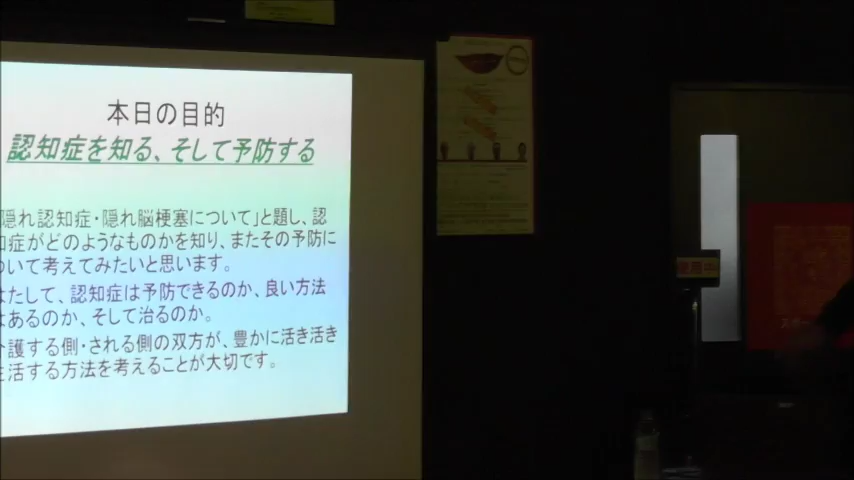 本日の目的
認知症を知る、そして予防する
隠れ認知症・隠れ脳梗塞について」と題し、認
知症がどのようなものかを知り、またその予防に
ついて考えてみたいと思います。
はたして、認知症は予防できるのか、良い方法
はあるのか、そして治るのか。
介護する側・される側の双方が、豊かに活き活き
生活する方法を考えることが大切です。
スポー